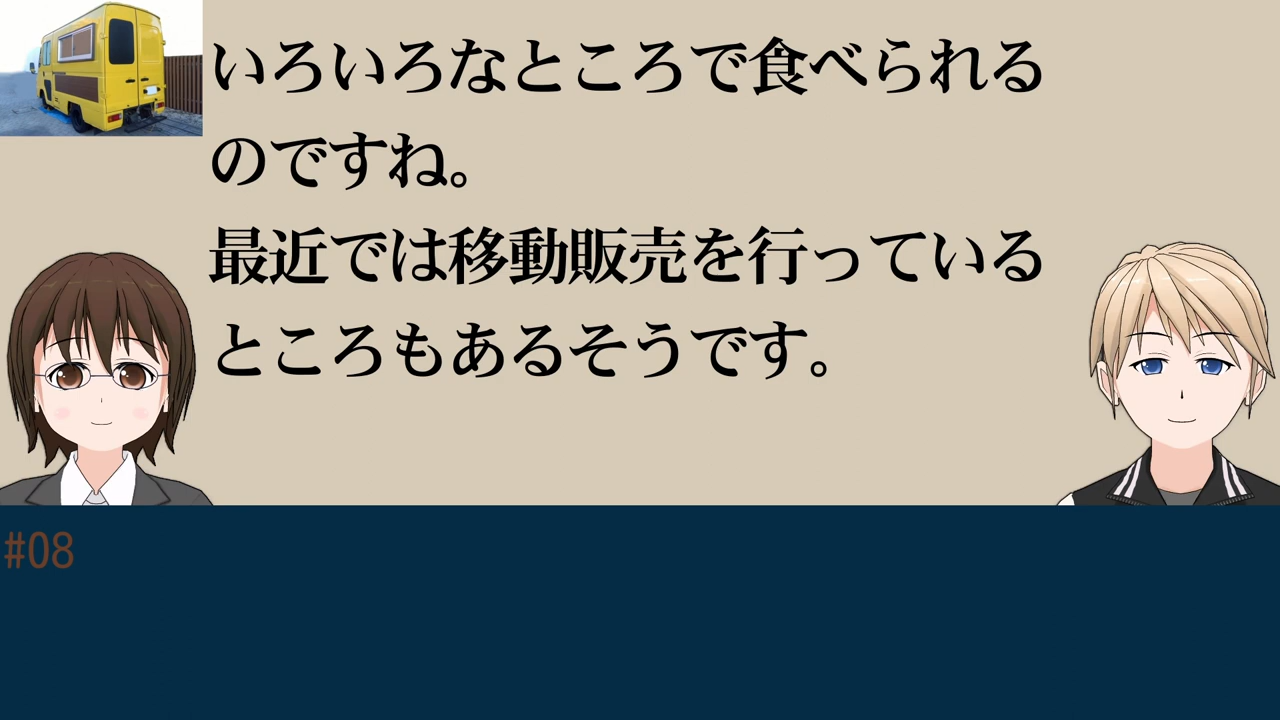 いろいろなところで食べられる
のですね。
最近では移動販売を行っている
ところもあるそうです。
#08